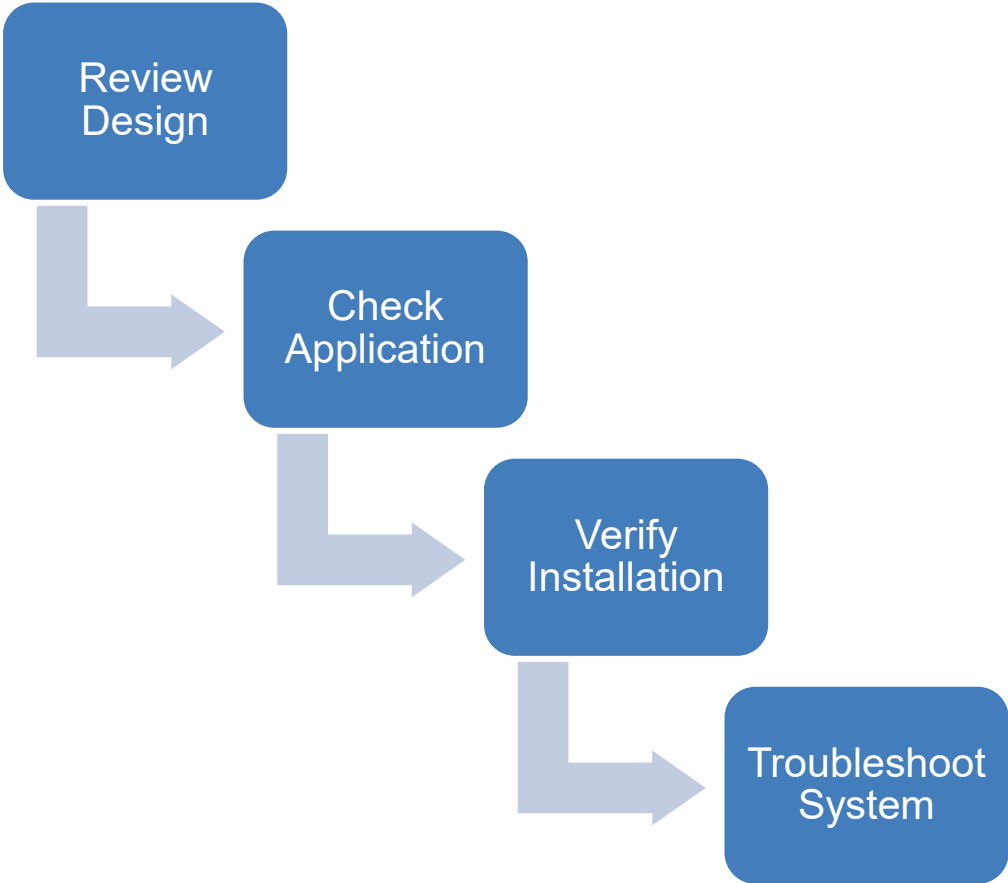 Review
Design
Check
Application
Verify
Installation
Troubleshoot
System